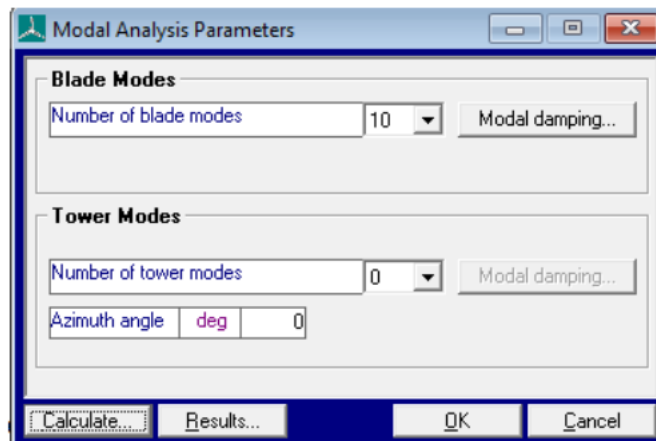 Modal Analysis Parameters
Blade Modes
Number of blade modes 10 Modal damping...
Tower Modes
Number of tower modes 0 Modal damping...
Azimuth angle deg 0
Calculate... Results... OK Cancel